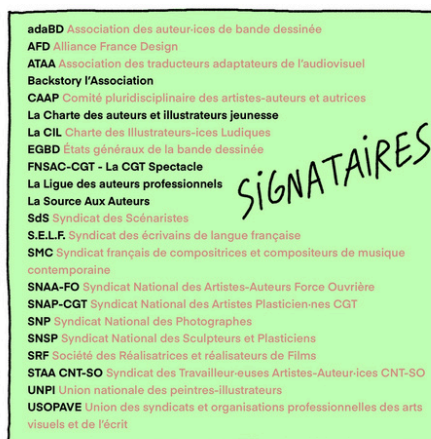 adaBD Association des auteur·ices de bande dessinée
AFD Alliance France Design
ATAA Association des traducteurs adaptateurs de l'audiovisuel
Backstory l'Association
CAAP Comité pluridisciplinaire des artistes-auteurs et autrices
La Charte des auteurs et illustrateurs jeunesse
La CIL Charte des Illustrateurs-ices Ludiques
EGBD États généraux de la bande dessinée
FNSAC-CGT - La CGT Spectacle
La Ligue des auteurs professionnels
La Source Aux Auteurs
SdS Syndicat des Scénaristes
S.E.L.F. Syndicat des écrivains de langue française
SMC Syndicat français de compositrices et compositeurs de musique
contemporaine
SNAA-FO Syndicat National des Artistes-Auteurs Force Ouvrière
SNAP-CGT Syndicat National des Artistes Plasticien·nes CGT
SNP Syndicat National des Photographes
SNSP Syndicat National des Sculpteurs et Plasticiens
SRF Société des Réalisatrices et réalisateurs de Films
STAA CNT-SO Syndicat des Travailleur·euses Artistes-Auteur·ices CNT-SO
UNPI Union nationale des peintres-illustrateurs
USOPAVE Union des syndicats et organisations professionnelles des arts
visuels et de l'écrit
SIGNATAIRES